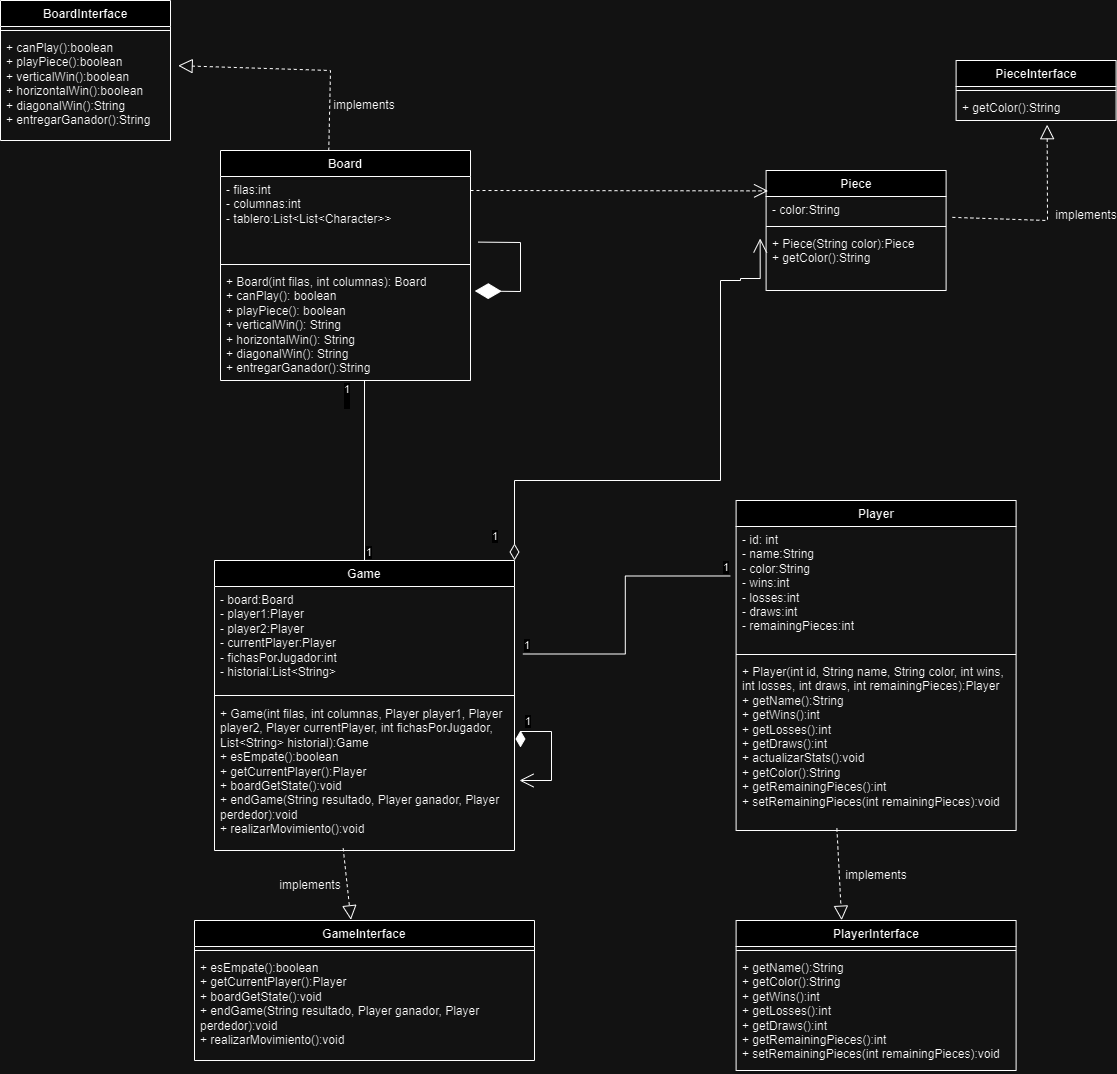 BoardInterface
+ canPlay():boolean
+ playPiece():boolean
+ verticalWin():boolean
+ horizontalWin():boolean
+ diagonalWin():String
+ entregarGanador():String
implements
PieceInterface
+ getColor():String
implements
Board
- filas:int
- columnas:int
- tablero:List<List<Character>>
+ Board(int filas, int columnas): Board
+ canPlay(): boolean
+ playPiece(): boolean
+ verticalWin(): String
+ horizontalWin(): String
+ diagonalWin(): String
+ entregarGanador():String
Piece
- color:String
+ Piece(String color):Piece
+ getColor():String
1
1
1
1
1
1
Game
- board:Board
- player1:Player
- player2:Player
- currentPlayer:Player
- fichasPorJugador:int
- historial:List<String>
+ Game(int filas, int columnas, Player player1, Player
player2, Player currentPlayer, int fichasPorJugador,
List<String> historial):Game
+ esEmpate():boolean
+ getCurrentPlayer():Player
+ boardGetState():void
+ endGame(String resultado, Player ganador, Player
perdedor):void
+ realizarMovimiento():void
Player
- id: int
- name:String
- color:String
- wins:int
- losses:int
- draws:int
- remainingPieces:int
+ Player(int id, String name, String color, int wins,
int losses, int draws, int remainingPieces):Player
+ getName():String
+ getWins():int
+ getLosses():int
+ getDraws():int
+ actualizarStats():void
+ getColor():String
+ getRemainingPieces():int
+ setRemainingPieces(int remainingPieces):void
implements
implements
GameInterface
+ esEmpate():boolean
+ getCurrentPlayer():Player
+ boardGetState():void
+ endGame(String resultado, Player ganador, Player
perdedor):void
+ realizarMovimiento():void
PlayerInterface
+ getName():String
+ getColor():String
+ getWins():int
+ getLosses():int
+ getDraws():int
+ getRemainingPieces():int
+ setRemainingPieces(int remainingPieces):void